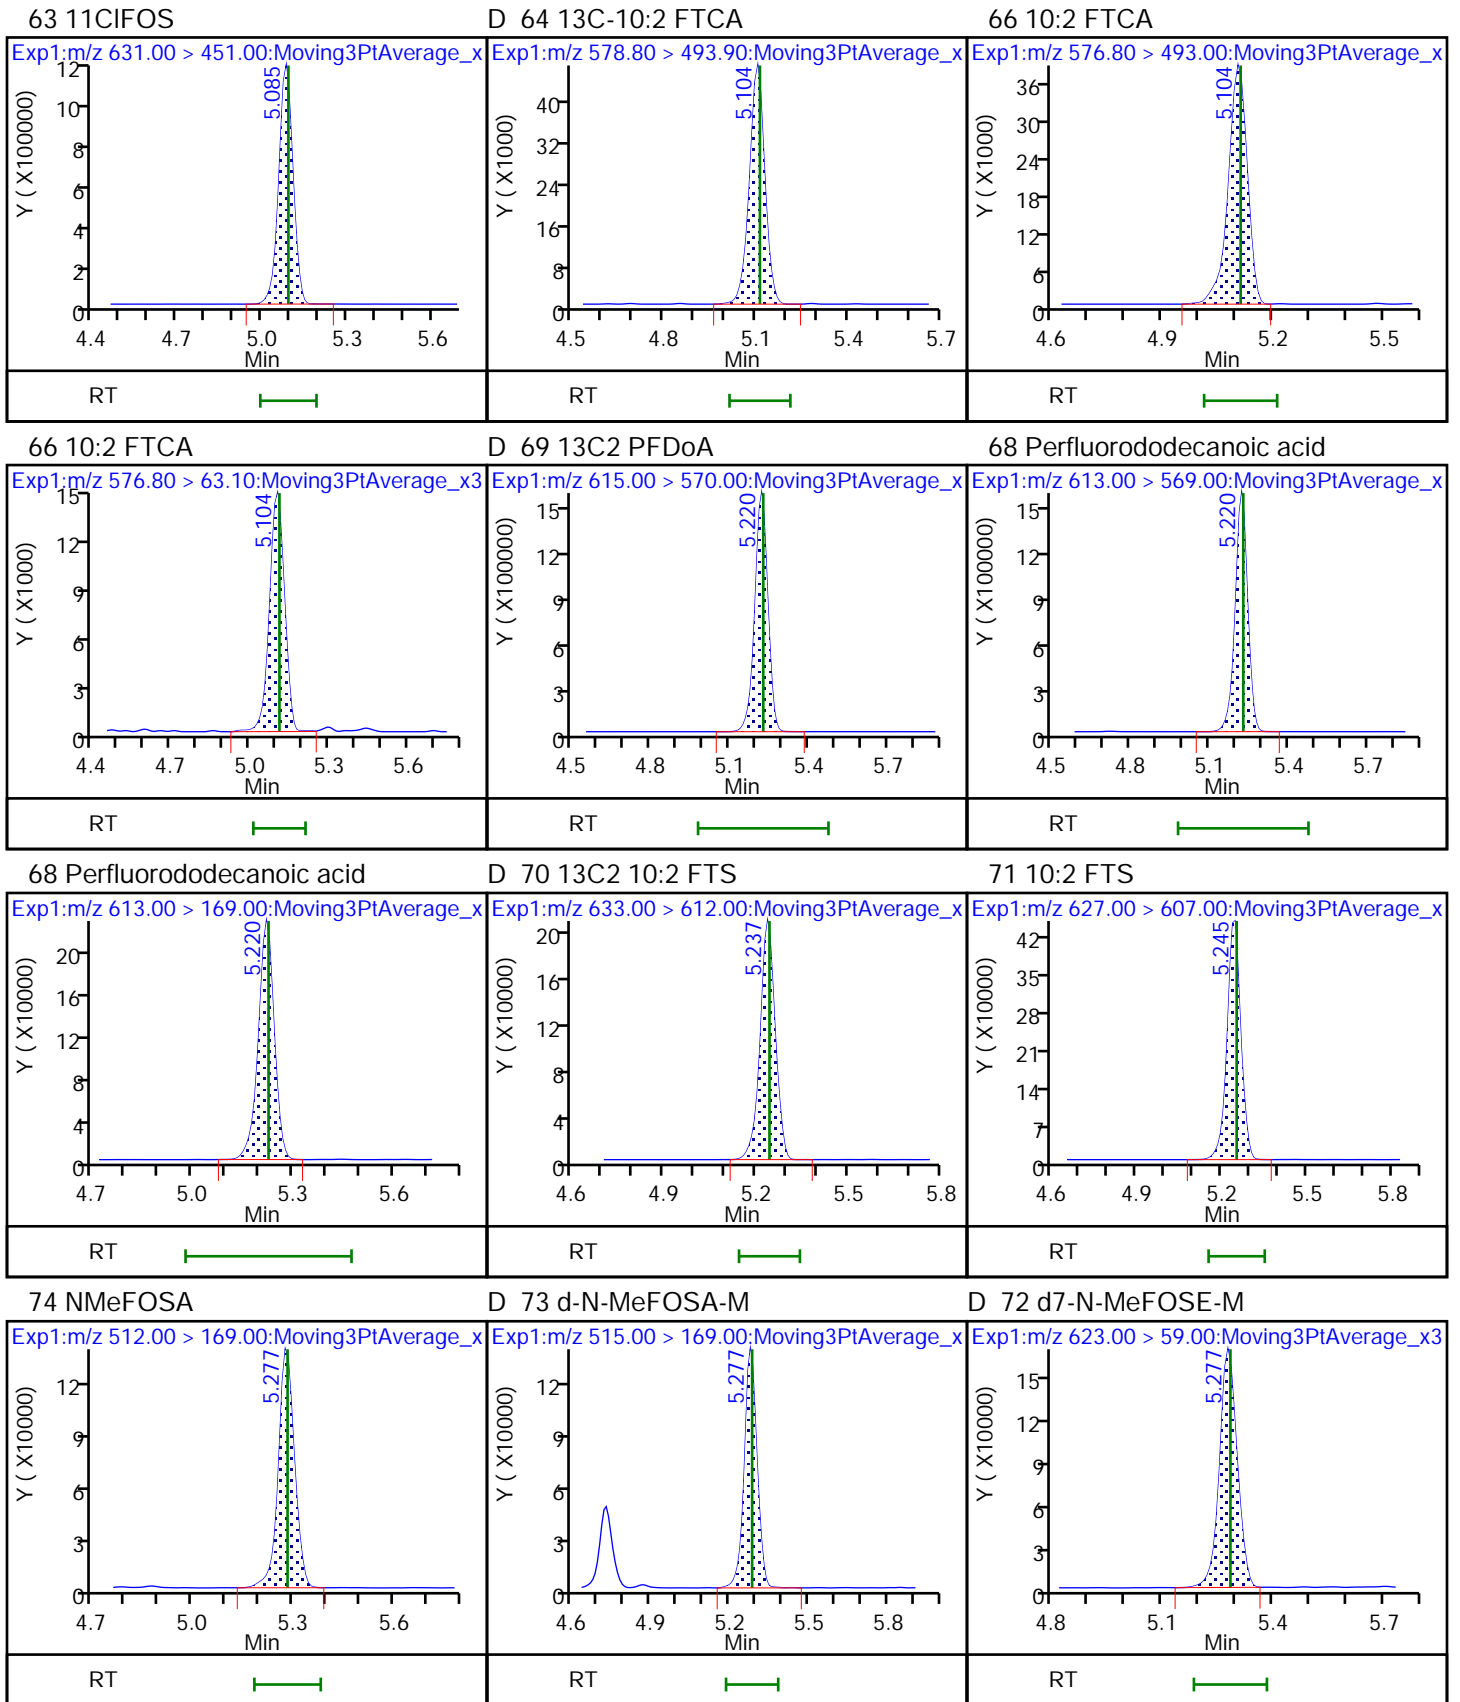 63 11ClFOS
Exp1:m/z 631.00 > 451.00:Moving3PtAverage_x
5.085
Y ( X100000)
12
10
8
6
4
2
0
4.4 4.7 5.0 5.3 5.6
Min
RT
D 64 13C-10:2 FTCA
Exp1:m/z 578.80 > 493.90:Moving3PtAverage_x
5.104
Y ( X1000)
40
32
24
16
8
0
4.5 4.8 5.1 5.4 5.7
Min
RT
66 10:2 FTCA
Exp1:m/z 576.80 > 493.00:Moving3PtAverage_x
5.104
Y ( X1000)
36
30
24
18
12
6
0
4.6 4.9 5.2 5.5
Min
RT
66 10:2 FTCA
Exp1:m/z 576.80 > 63.10:Moving3PtAverage_x3
5.104
Y ( X1000)
15
12
9
6
3
0
4.4 4.7 5.0 5.3 5.6
Min
RT
D 69 13C2 PFDoA
Exp1:m/z 615.00 > 570.00:Moving3PtAverage_x
5.220
Y ( X100000)
15
12
9
6
3
0
4.5 4.8 5.1 5.4 5.7
Min
RT
68 Perfluorododecanoic acid
Exp1:m/z 613.00 > 569.00:Moving3PtAverage_x
5.220
Y ( X100000)
15
12
9
6
3
0
4.5 4.8 5.1 5.4 5.7
Min
RT
68 Perfluorododecanoic acid
Exp1:m/z 613.00 > 169.00:Moving3PtAverage_x
5.220
Y ( X10000)
20
16
12
8
4
0
4.7 5.0 5.3 5.6
Min
RT
D 70 13C2 10:2 FTS
Exp1:m/z 633.00 > 612.00:Moving3PtAverage_x
5.237
Y ( X10000)
20
16
12
8
4
0
4.6 4.9 5.2 5.5 5.8
Min
RT
71 10:2 FTS
Exp1:m/z 627.00 > 607.00:Moving3PtAverage_x
5.245
Y ( X10000)
42
35
28
21
14
7
0
4.6 4.9 5.2 5.5 5.8
Min
RT
74 NMeFOSA
Exp1:m/z 512.00 > 169.00:Moving3PtAverage_x
5.277
Y ( X10000)
12
9
6
3
0
4.7 5.0 5.3 5.6
Min
RT
D 73 d-N-MeFOSA-M
Exp1:m/z 515.00 > 169.00:Moving3PtAverage_x
5.277
Y ( X10000)
12
9
6
3
0
4.6 4.9 5.2 5.5 5.8
Min
RT
D 72 d7-N-MeFOSE-M
Exp1:m/z 623.00 > 59.00:Moving3PtAverage_x3
5.277
Y ( X10000)
15
12
9
6
3
0
4.8 5.1 5.4 5.7
Min
RT